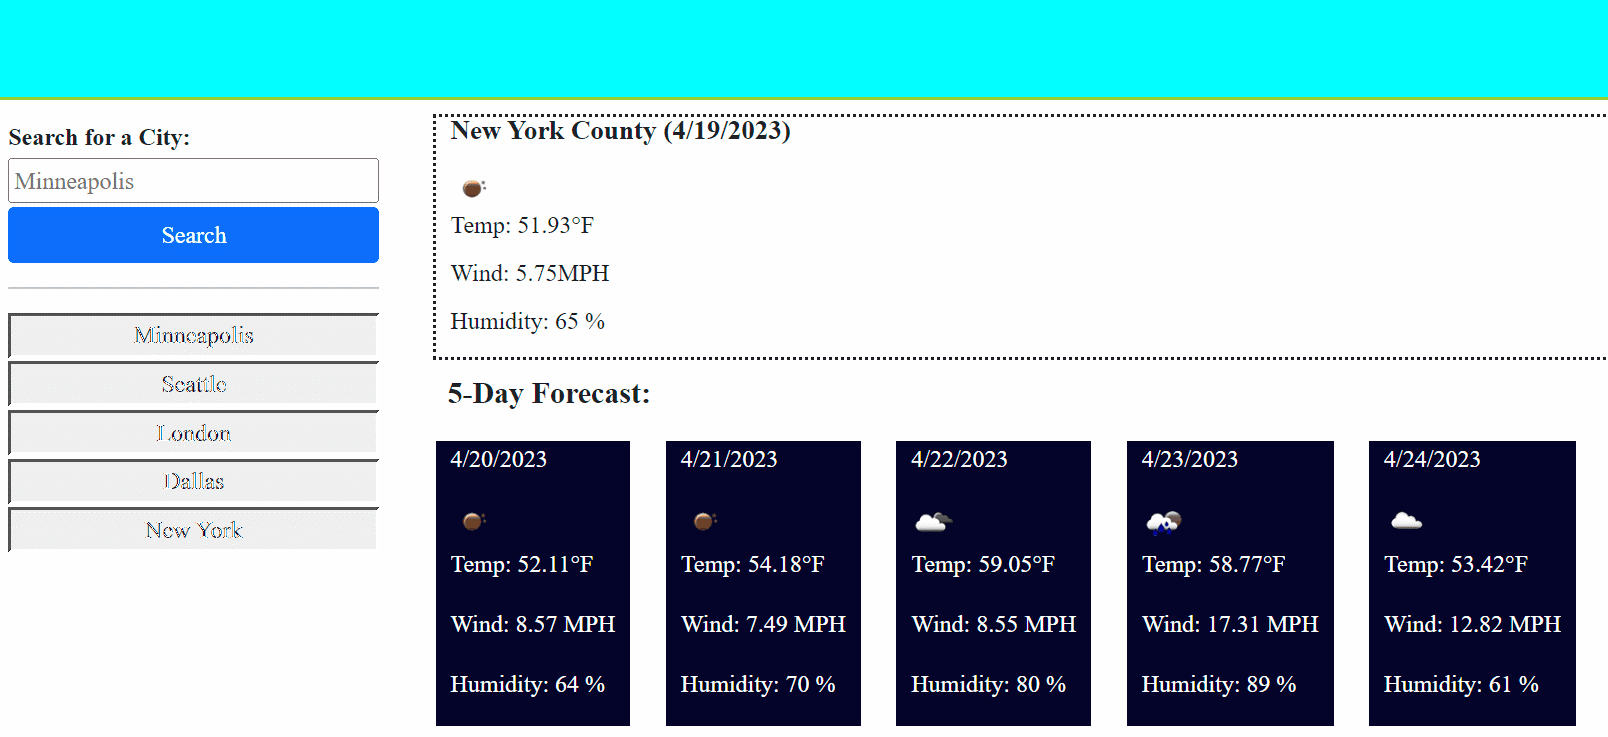 Search for a City:
Minneapolis
Search
Minneapolis
Seattle
London
Dallas
New York
New York County (4/19/2023)
Temp: 51.93°F
Wind: 5.75MPH
Humidity: 65 %
5-Day Forecast:
4/20/2023
Temp: 52.11°F
Wind: 8.57 MPH
Humidity: 64 %
4/21/2023
Temp: 54.18°F
Wind: 7.49 MPH
Humidity: 70 %
4/22/2023
Temp: 59.05°F
Wind: 8.55 MPH
Humidity: 80 %
4/23/2023
Temp: 58.77°F
Wind: 17.31 MPH
Humidity: 89 %
4/24/2023
Temp: 53.42°F
Wind: 12.82 MPH
Humidity: 61 %